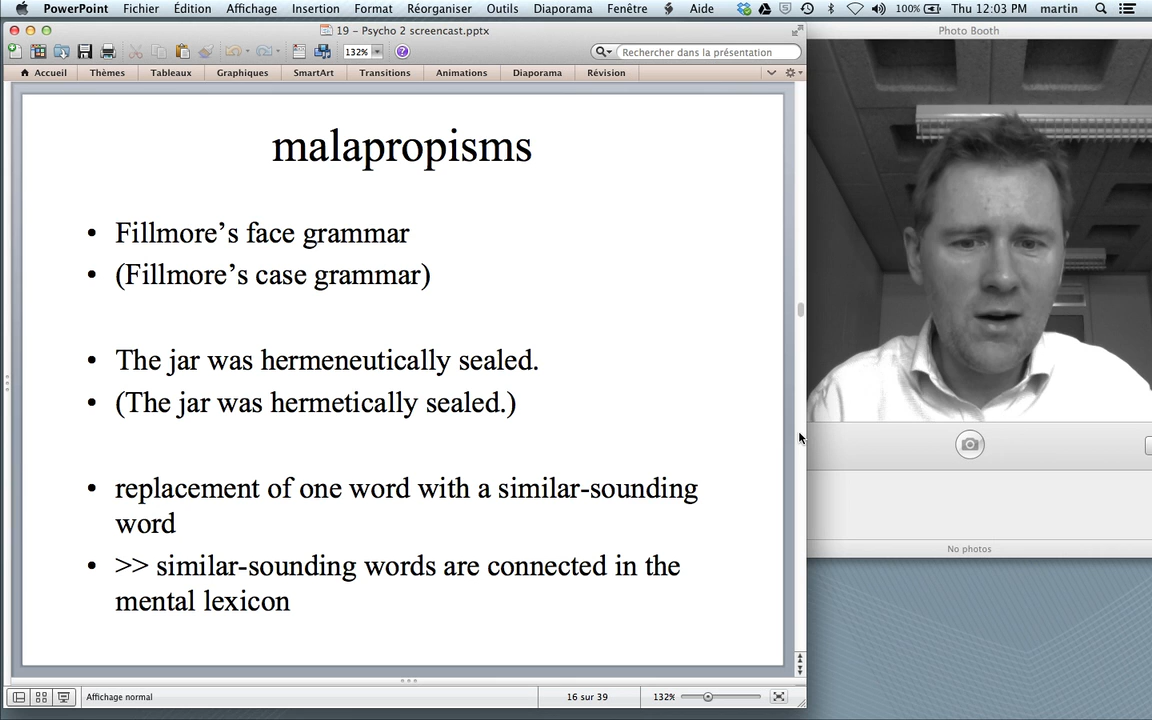 PowerPoint Fichier Édition Affichage Insertion Format Réorganiser Outils Diaporama Fenêtre Aide 100% Thu 12:03 PM martin
19 – Psycho 2 screencast.pptx
Photo Booth
132% Rechercher dans la présentation
Accueil Thèmes Tableaux Graphiques SmartArt Transitions Animations Diaporama Révision
malapropisms
• Fillmore’s face grammar
• (Fillmore’s case grammar)
• The jar was hermeneutically sealed.
• (The jar was hermetically sealed.)
• replacement of one word with a similar-sounding
word
• >> similar-sounding words are connected in the
mental lexicon
No photos
Affichage normal 16 sur 39 132%